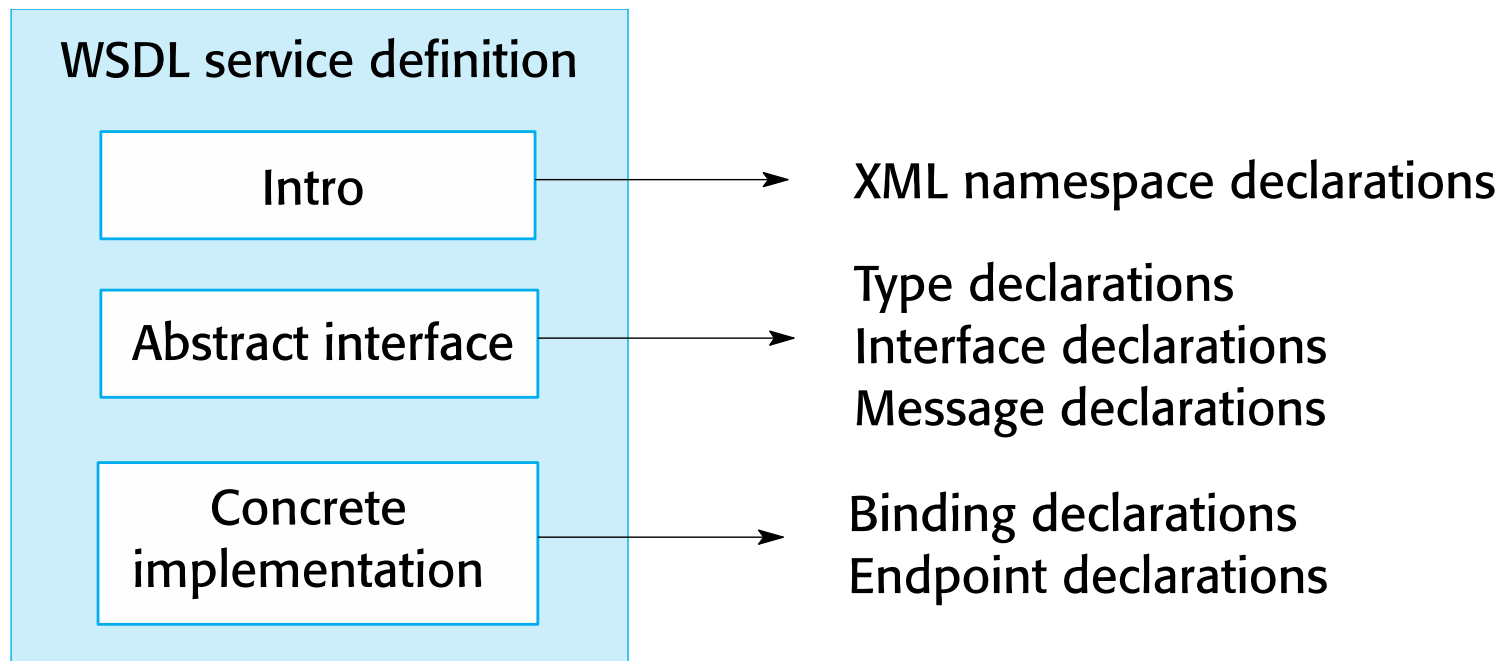 WSDL service definition
Intro
XML namespace declarations
Abstract interface
Type declarations
Interface declarations
Message declarations
Concrete
implementation
Binding declarations
Endpoint declarations